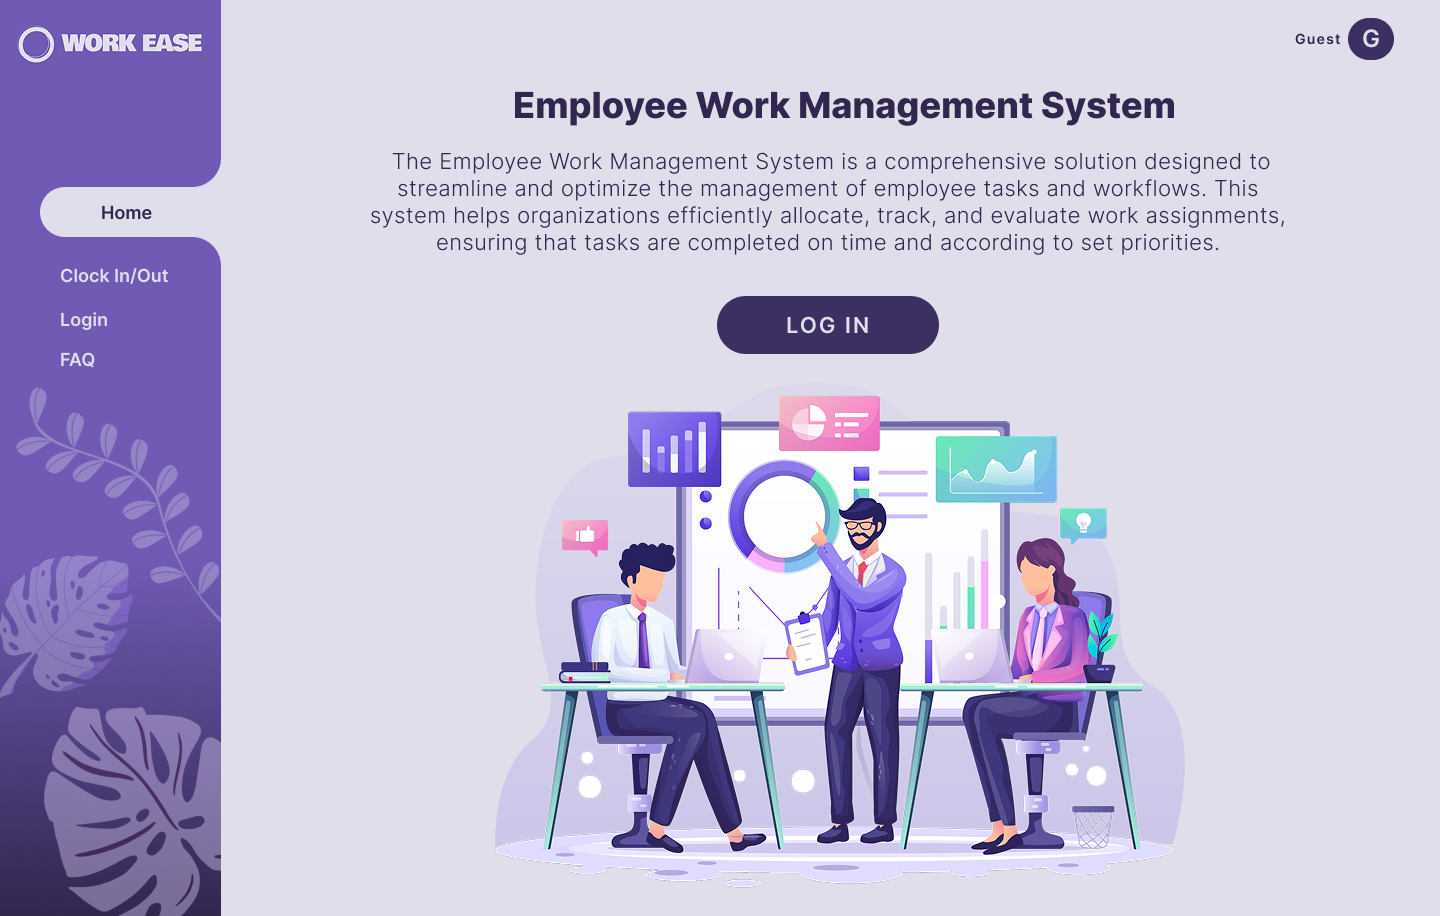 WORK EASE
Guest
G
Home
Clock In/Out
Login
FAQ
Employee Work Management System
The Employee Work Management System is a comprehensive solution designed to
streamline and optimize the management of employee tasks and workflows. This
system helps organizations efficiently allocate, track, and evaluate work assignments,
ensuring that tasks are completed on time and according to set priorities.
LOG IN